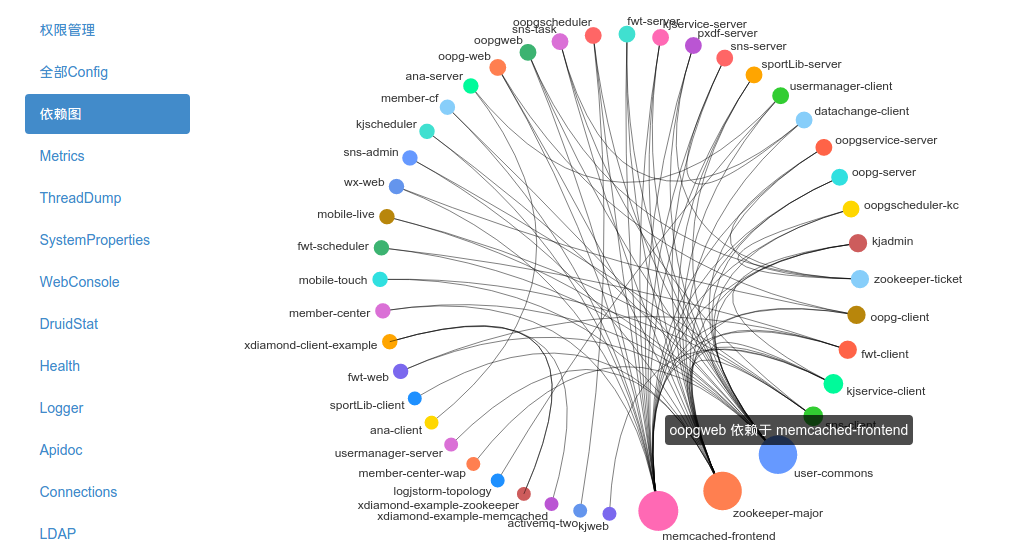 权限管理
全部Config
依赖图
Metrics
ThreadDump
SystemProperties
WebConsole
DruidStat
Health
Logger
Apidoc
Connections
LDAP
oopgscheduler
sns-task
oopgweb
oopg-web
ana-server
member-cf
kjscheduler
sns-admin
wx-web
mobile-live
fwt-scheduler
mobile-touch
member-center
xdiamond-client-example
fwt-web
sportLib-client
ana-client
usermanager-server
member-center-wap
logjstorm-topology
xdiamond-example-zookeeper
xdiamond-example-memcached
activemq-two
kjweb
fwt-server
kjservice-server
pxdf-server
sns-server
sportLib-server
usermanager-client
datachange-client
oopgservice-server
oopg-server
oopgscheduler-kc
kjadmin
zookeeper-ticket
oopg-client
fwt-client
kjservice-client
sns-client
oopgweb 依赖于 memcached-frontend
user-commons
zookeeper-major
memcached-frontend